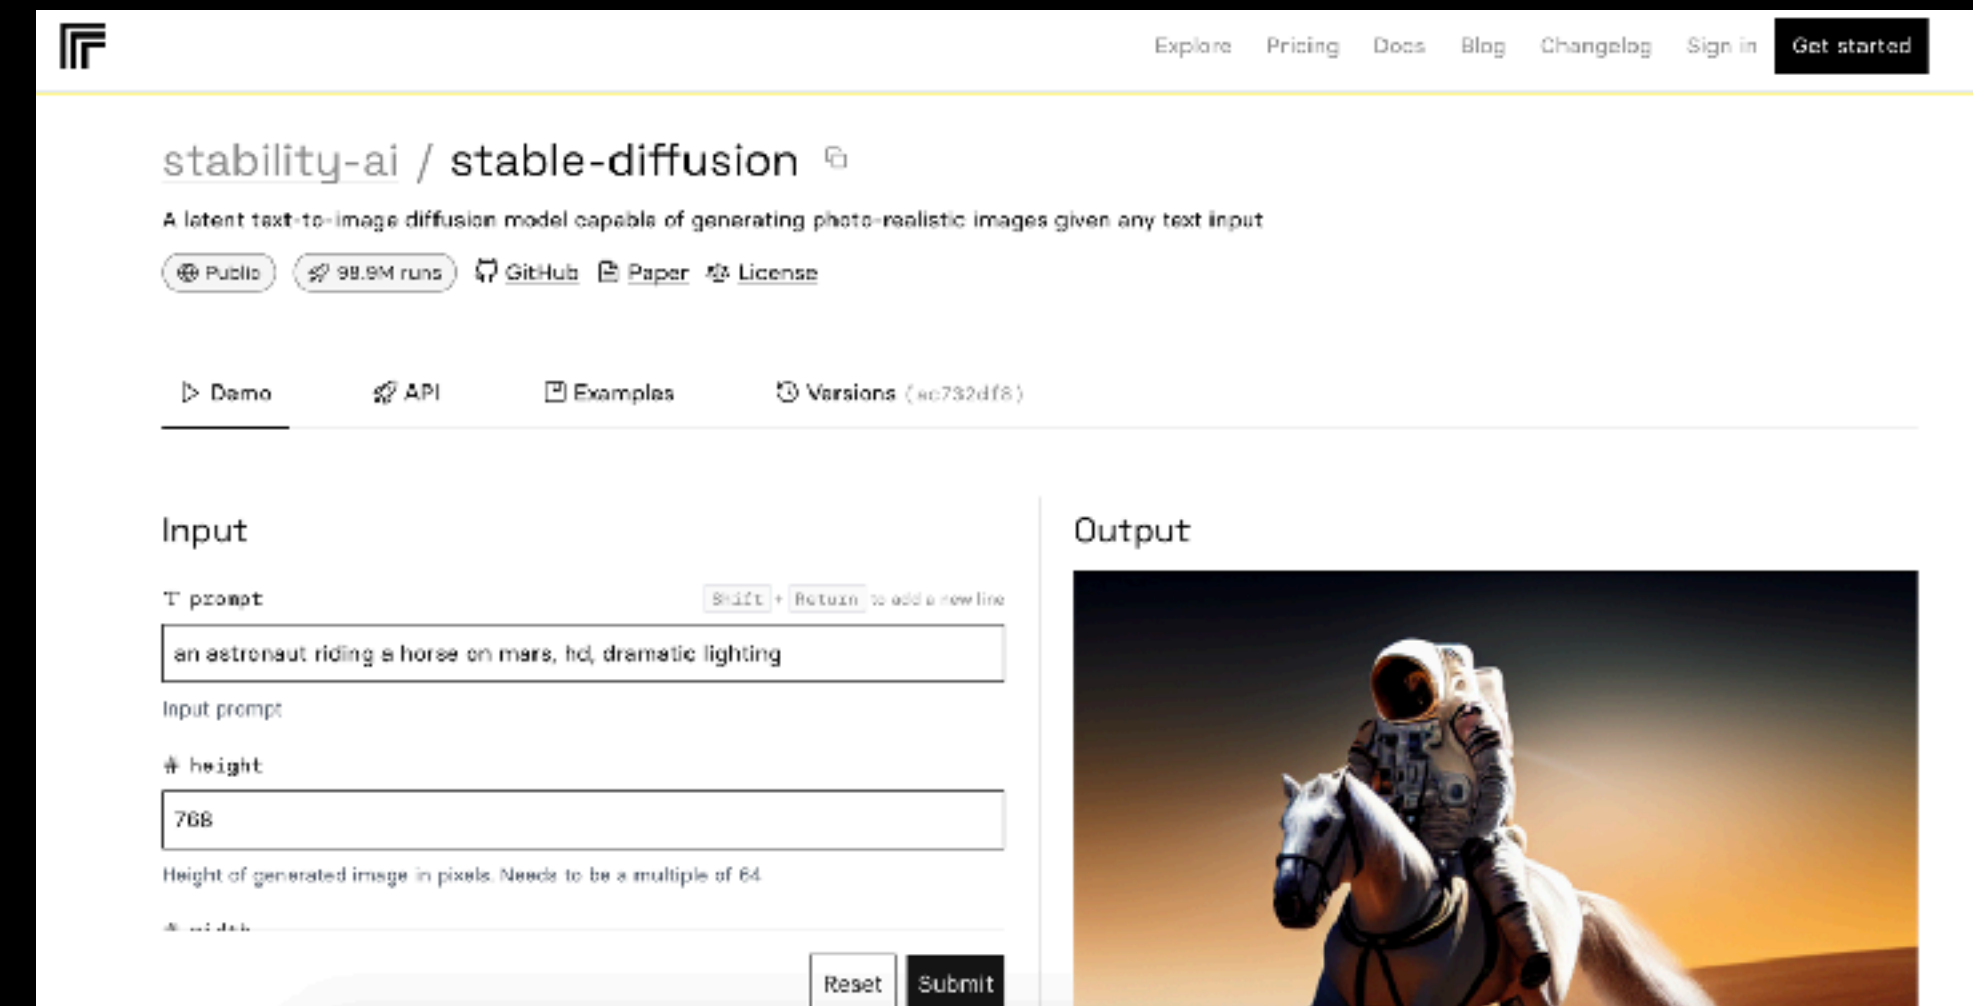 Explore Pricing Docs Blog Changelog Sign in Get started
stability-ai / stable-diffusion
A latent text-to-image diffusion model capable of generating photo-realistic images given any text input
Public 98.9M runs GitHub Paper License
Demo API Examples Versions (ac732df8)
Input
Output
T prompt Shift + Return to add a new line
an astronaut riding a horse on mars, hd, dramatic lighting
Input prompt
# height
768
Height of generated image in pixels. Needs to be a multiple of 64
# width
Reset Submit